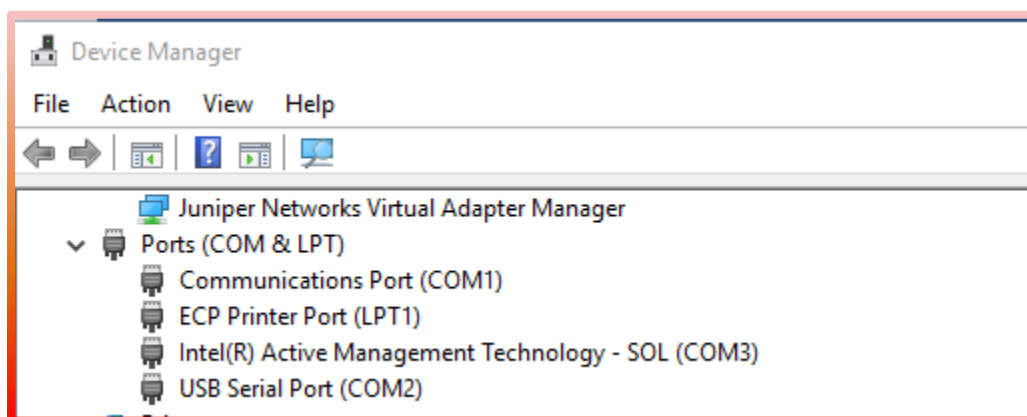 Device Manager
File Action View Help
Juniper Networks Virtual Adapter Manager
Ports (COM & LPT)
Communications Port (COM1)
ECP Printer Port (LPT1)
Intel(R) Active Management Technology - SOL (COM3)
USB Serial Port (COM2)